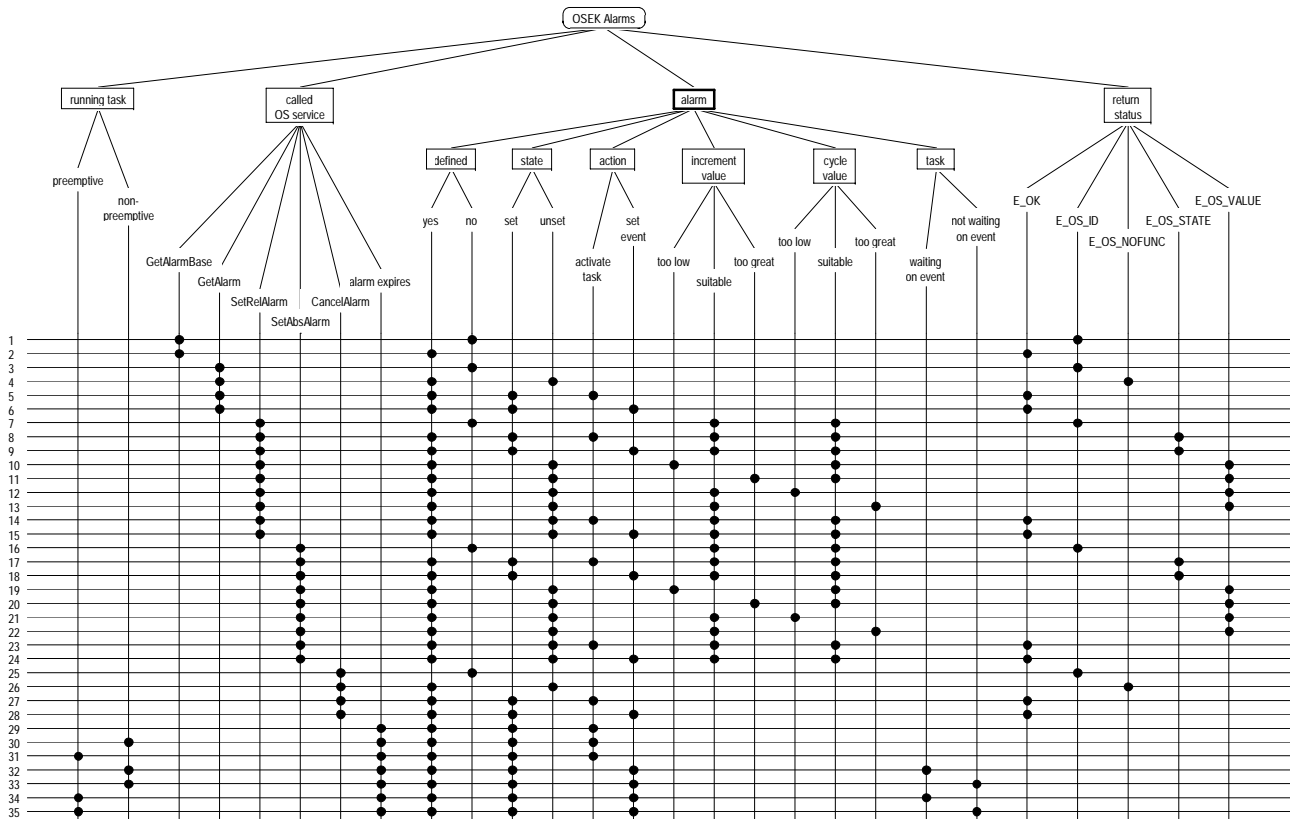 OSEK Alarms
running task
called
OS service
alarm
return
status
defined
state
action
increment
value
cycle
value
task
preemptive
non-
preemptive
GetAlarmBase
GetAlarm
SetRelAlarm
SetAbsAlarm
CancelAlarm
alarm expires
yes
no
set
unset
activate
task
set
event
too low
suitable
too great
too low
suitable
too great
waiting
on event
not waiting
on event
E_OK
E_OS_ID
E_OS_NOFUNC
E_OS_STATE
E_OS_VALUE
1
2
3
4
5
6
7
8
9
10
11
12
13
14
15
16
17
18
19
20
21
22
23
24
25
26
27
28
29
30
31
32
33
34
35